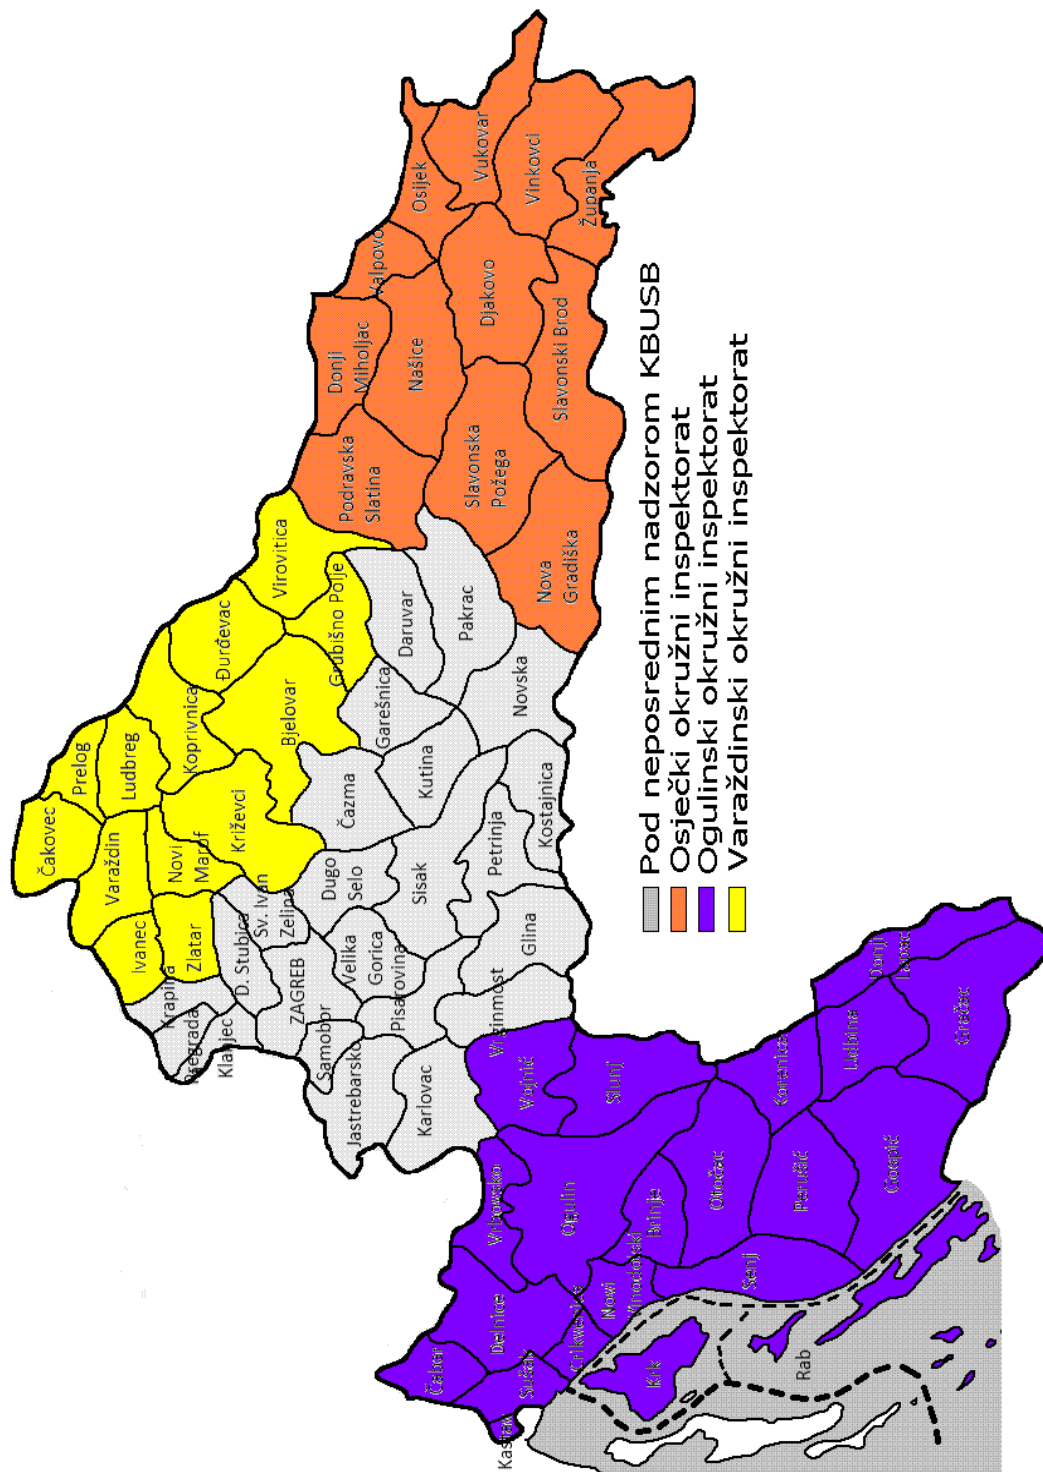 Čakovec
Prelog
Varaždin
Ludbreg
Ivanec
Novi
Marof
Koprivnica
Đurđevac
Zlatar
Križevci
Bjelovar
Virovitica
Grubišno Polje
Krapina
Pregrada
Klanjec
D. Stubica
Sv. Ivan
Zelina
ZAGREB
Samobor
Dugo
Selo
Velika
Gorica
Čazma
Garešnica
Daruvar
Jastrebarsko
Pisarovina
Sisak
Kutina
Pakrac
Karlovac
Vrginmost
Glina
Petrinja
Kostajnica
Novska
Podravska
Slatina
Donji
Miholjac
Valpovo
Osijek
Našice
Vukovar
Slavonska
Požega
Djakovo
Vinkovci
Nova
Gradiška
Slavonski Brod
Županja
Čabar
Delnice
Vrbovsko
Vojnić
Kastav
Sušak
Crikvenica
Ogulin
Slunj
Novi
Vinodolski
Brinje
Krk
Senj
Otočac
Korenica
Rab
Perušić
Udbina
Donji
Lapac
Gospić
Gračac
Pod neposrednim nadzorom KBUSB
Osječki okružni inspektorat
Ogulinski okružni inspektorat
Varaždinski okružni inspektorat